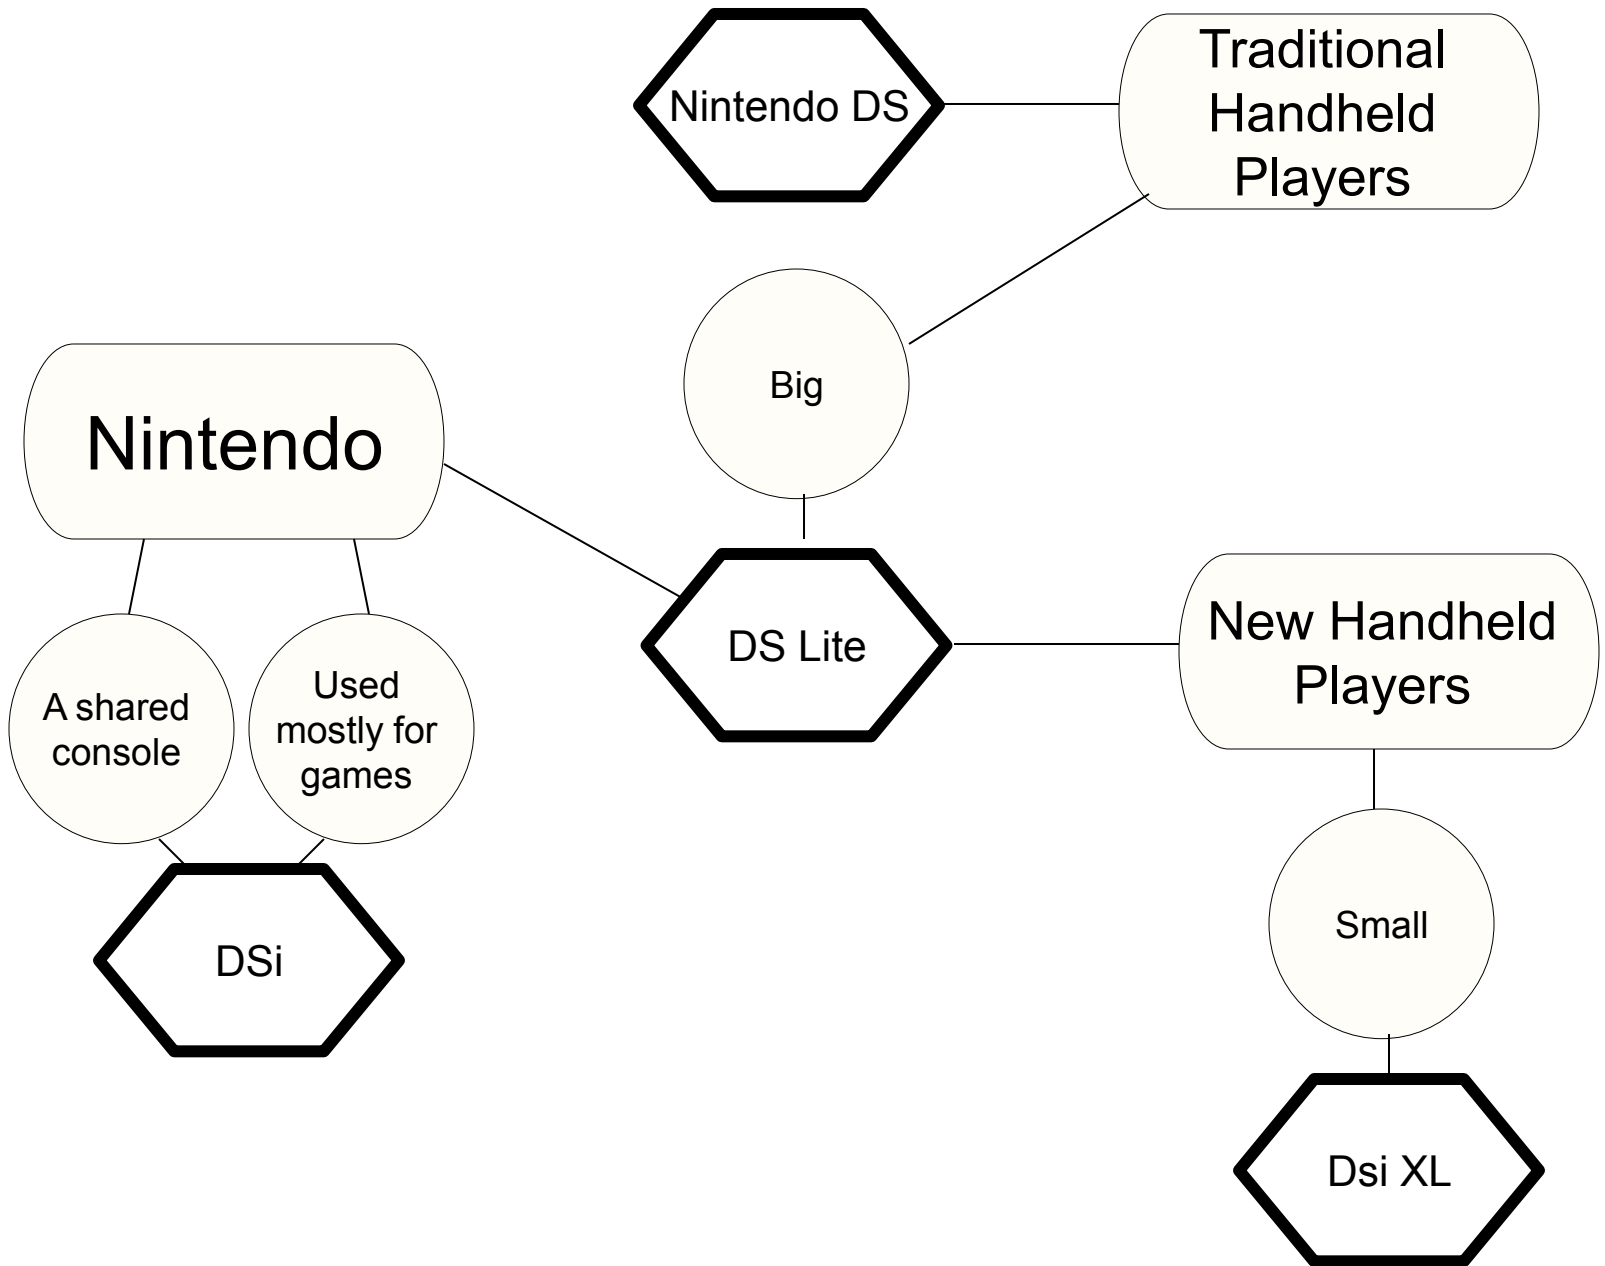 Nintendo DS
Traditional
Handheld
Players
Big
Nintendo
DS Lite
New Handheld
Players
A shared
console
Used
mostly for
games
DSi
Small
Dsi XL